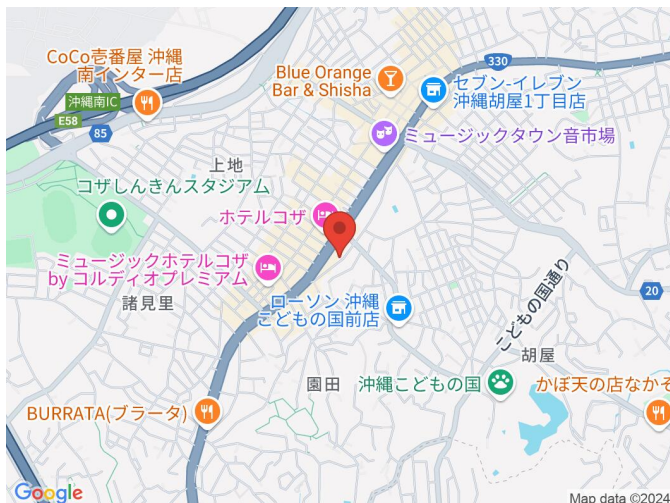 CoCo壱番屋 沖縄
南インター店
沖縄南IC
E58
85
330
Blue Orange
Bar & Shisha
セブン-イレブン
沖縄胡屋1丁目店
ミュージックタウン音市場
上地
コザしんきんスタジアム
ホテルコザ
ミュージックホテルコザ
by コルディオプレミアム
諸見里
ローソン 沖縄
こどもの国前店
こどもの国通り
20
胡屋
園田
沖縄こどもの国
かぼ天の店なかそ
BURRATA(ブラータ)
Google
Map data ©2024